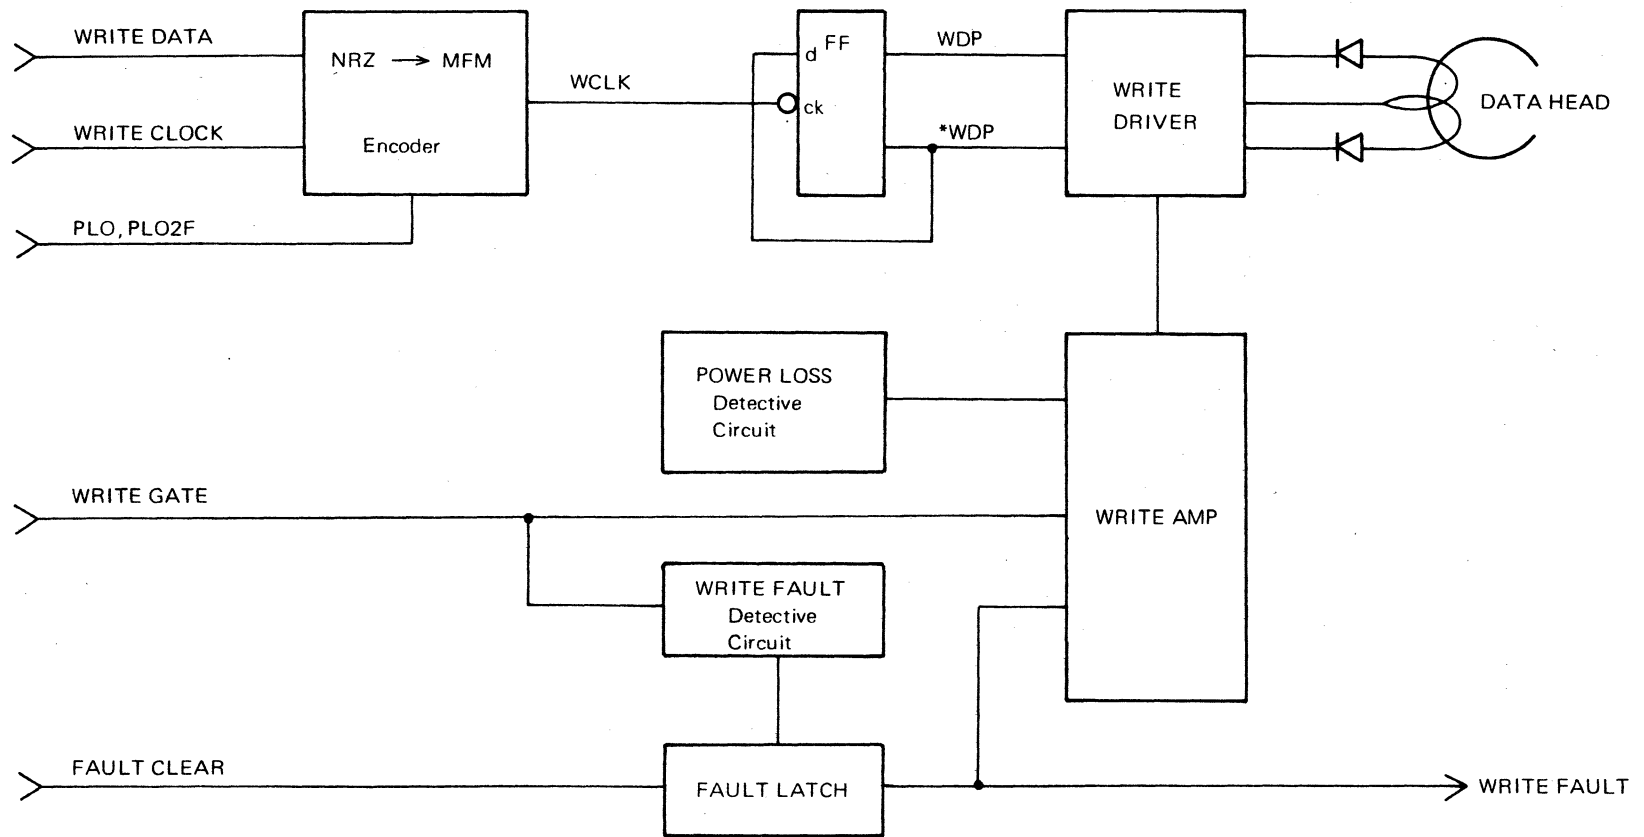 WRITE DATA
NRZ → MFM
Encoder
WRITE CLOCK
PLO, PLO2F
WCLK
FF
d
ck
WDP
*WDP
WRITE
DRIVER
DATA HEAD
POWER LOSS
Detective
Circuit
WRITE GATE
WRITE AMP
WRITE FAULT
Detective
Circuit
FAULT CLEAR
FAULT LATCH
WRITE FAULT